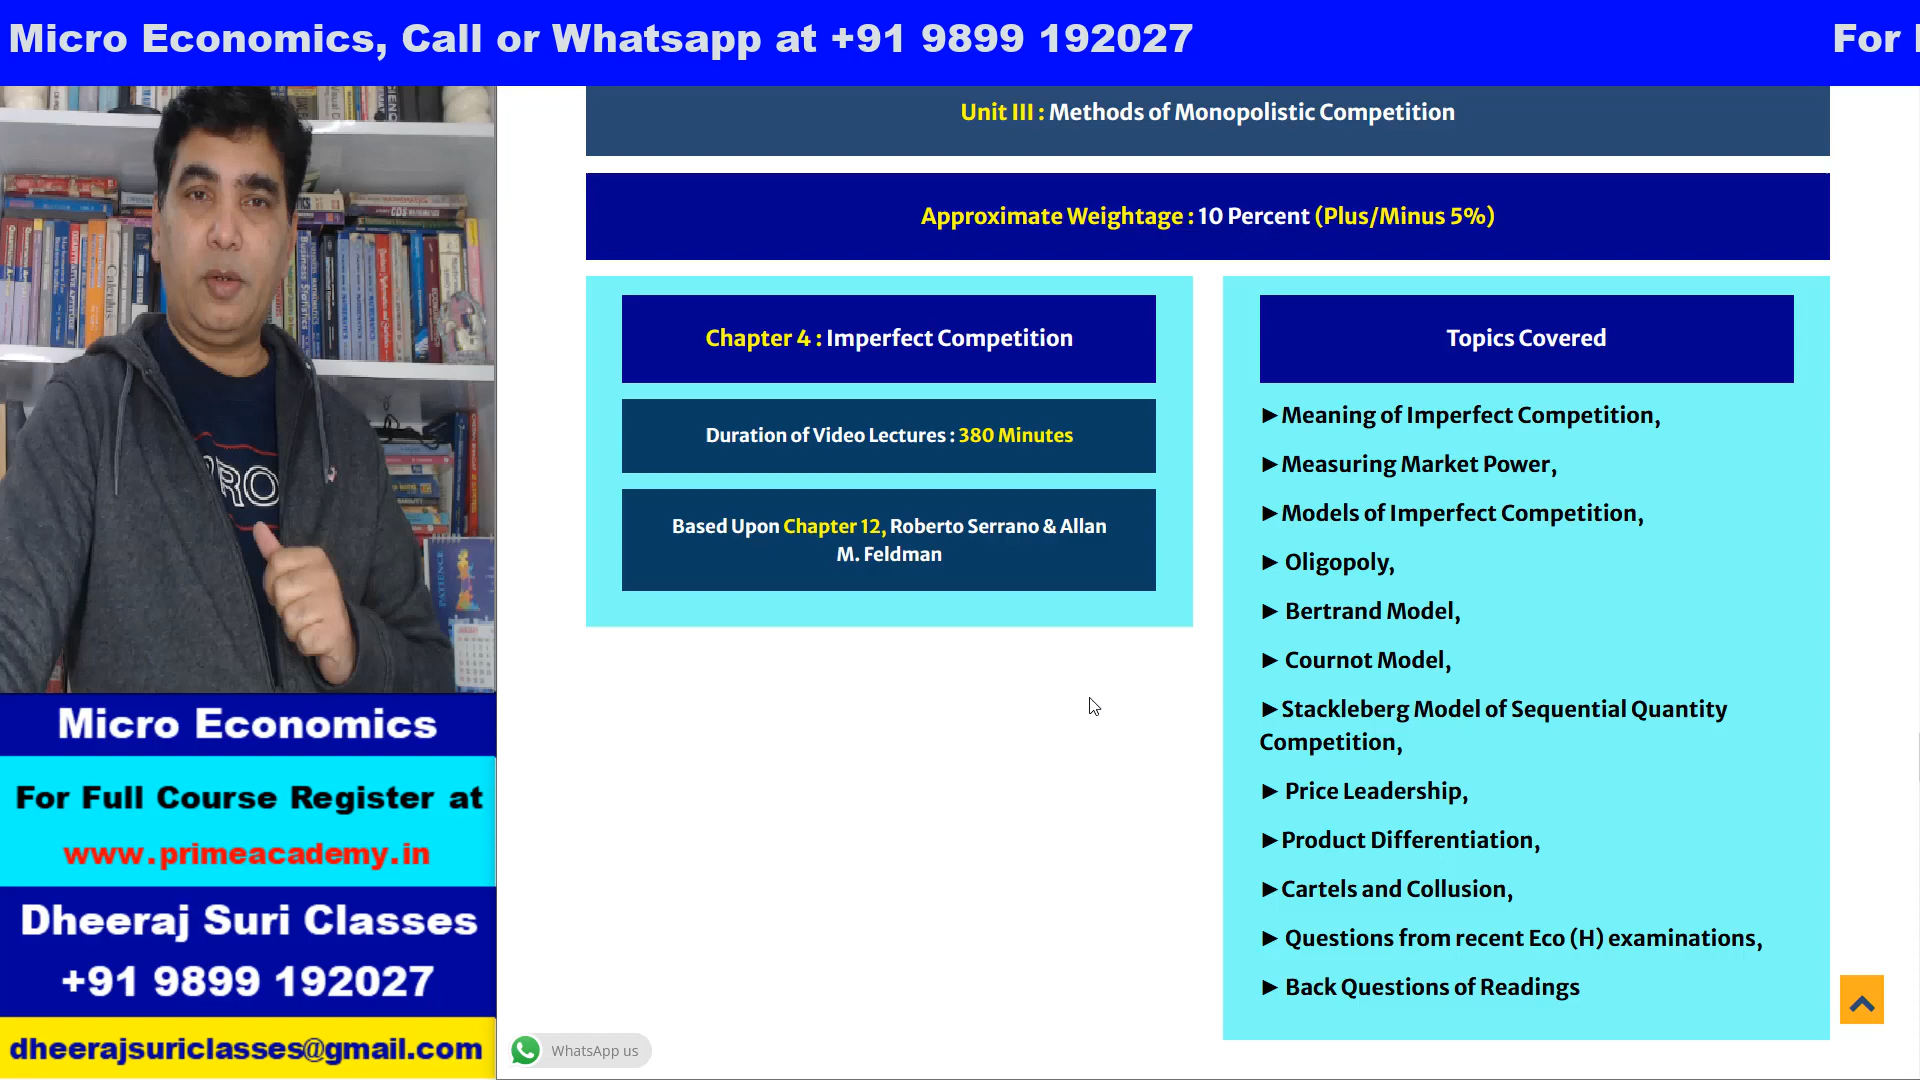 Micro Economics, Call or Whatsapp at +91 9899 192027
For
Unit III : Methods of Monopolistic Competition
Approximate Weightage : 10 Percent (Plus/Minus 5%)
Chapter 4 : Imperfect Competition
Duration of Video Lectures : 380 Minutes
Based Upon Chapter 12, Roberto Serrano & Allan
M. Feldman
Topics Covered
►Meaning of Imperfect Competition,
►Measuring Market Power,
►Models of Imperfect Competition,
► Oligopoly,
► Bertrand Model,
► Cournot Model,
►Stackleberg Model of Sequential Quantity
Competition,
► Price Leadership,
►Product Differentiation,
►Cartels and Collusion,
► Questions from recent Eco (H) examinations,
► Back Questions of Readings
PATIENCE
Business Statistics
Micro Economics
For Full Course Register at
www.primeacademy.in
Dheeraj Suri Classes
+91 9899 192027
dheerajsuriclasses@gmail.com
WhatsApp us